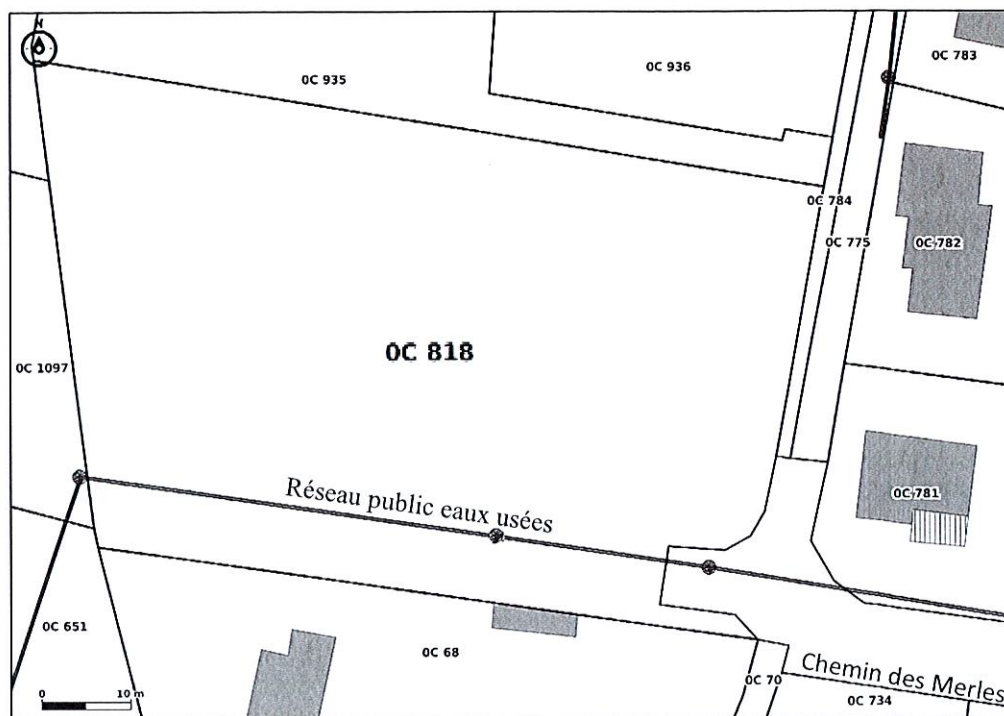 N
0C 783
0C 936
0C 935
0C 784
0C 775
0C 782
0C 818
0C 1097
Réseau public eaux usées
0C 781
0C 651
0C 68
0C 70
Chemin des Merles
0C 734
0 10 m